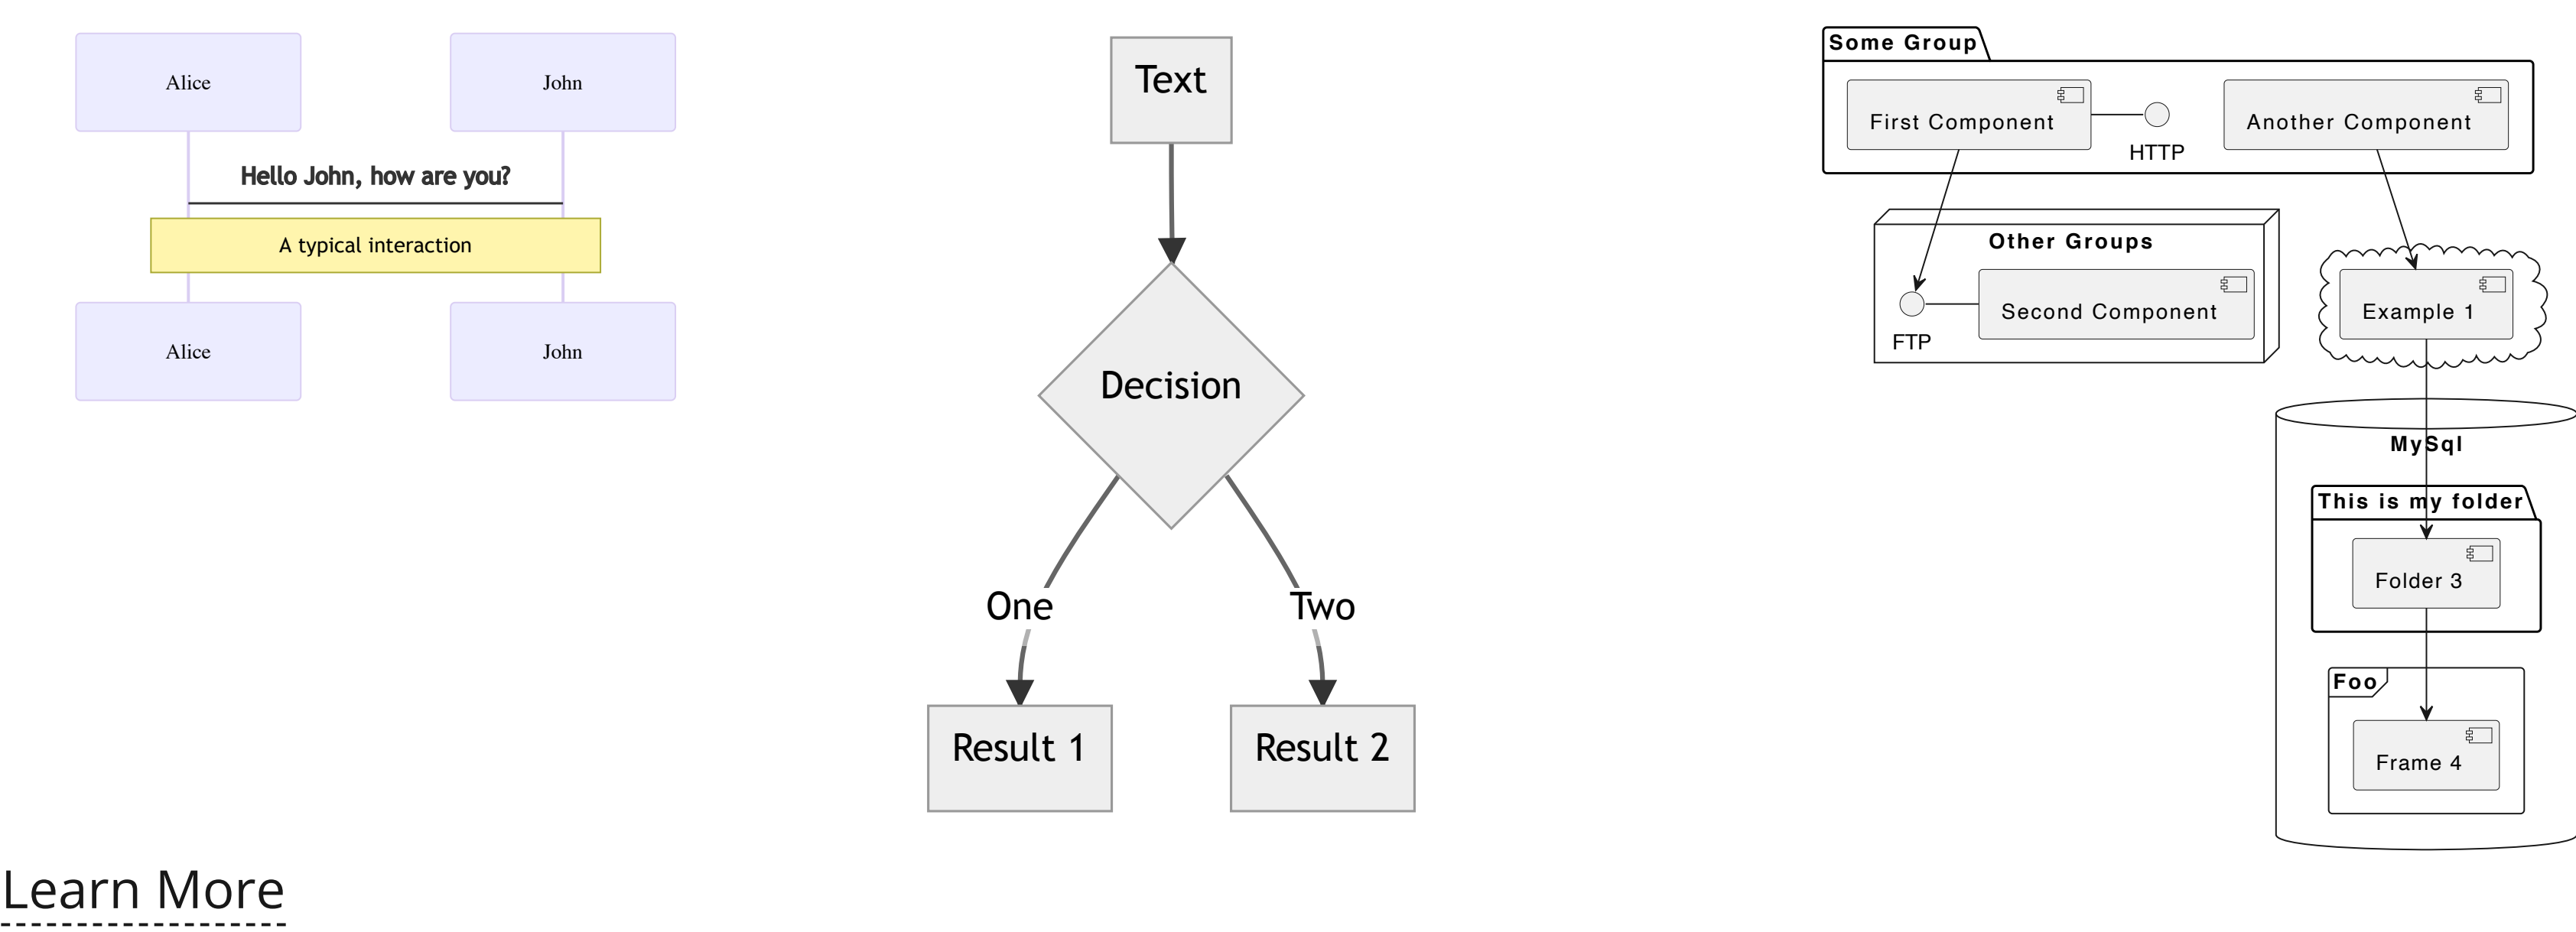 Alice
John
Hello John, how are you?
A typical interaction
Alice
John
Text
Decision
One
Two
Result 1
Result 2
Some Group
First Component
HTTP
Another Component
Other Groups
FTP
Second Component
Example 1
MySql
This is my folder
Folder 3
Foo
Frame 4
Learn More